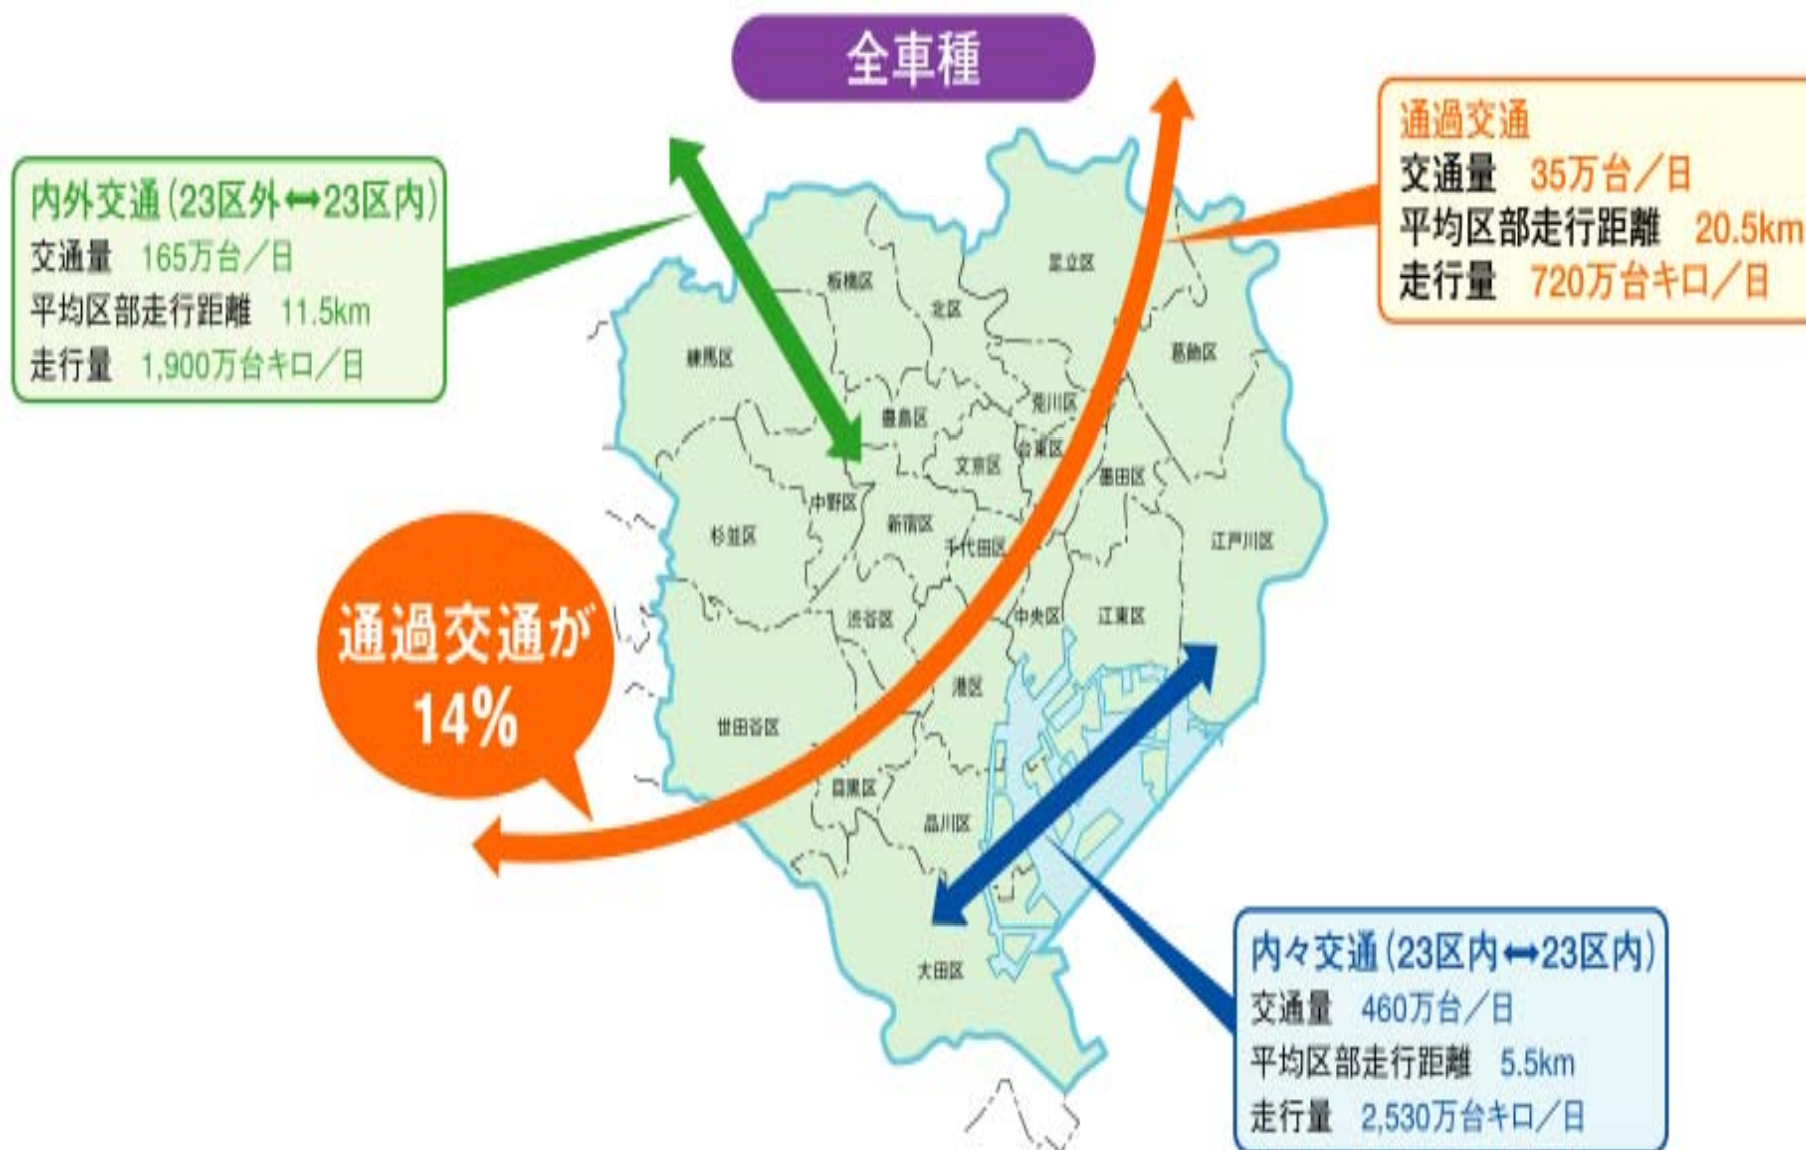 全車種
内外交通(23区外⬌23区内)
交通量 165万台／日
平均区部走行距離 11.5km
走行量 1,900万台キロ／日
通過交通
交通量 35万台／日
平均区部走行距離 20.5km
走行量 720万台キロ／日
足立区
板橋区
北区
葛飾区
練馬区
荒川区
豊島区
台東区
文京区
墨田区
中野区
新宿区
杉並区
千代田区
江戸川区
渋谷区
中央区
江東区
通過交通が
14%
港区
世田谷区
目黒区
品川区
大田区
内々交通(23区内⬌23区内)
交通量 460万台／日
平均区部走行距離 5.5km
走行量 2,530万台キロ／日